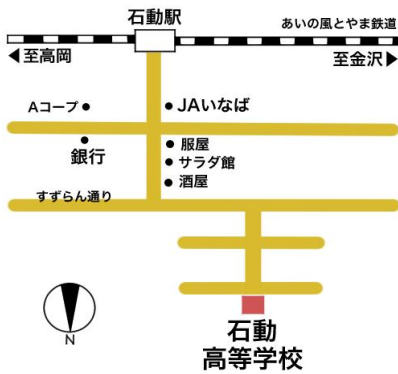 石動駅
あいの風とやま鉄道
◀至高岡
至金沢▶
Aコープ
JAいなば
銀行
服屋
サラダ館
酒屋
すずらん通り
N
石動
高等学校